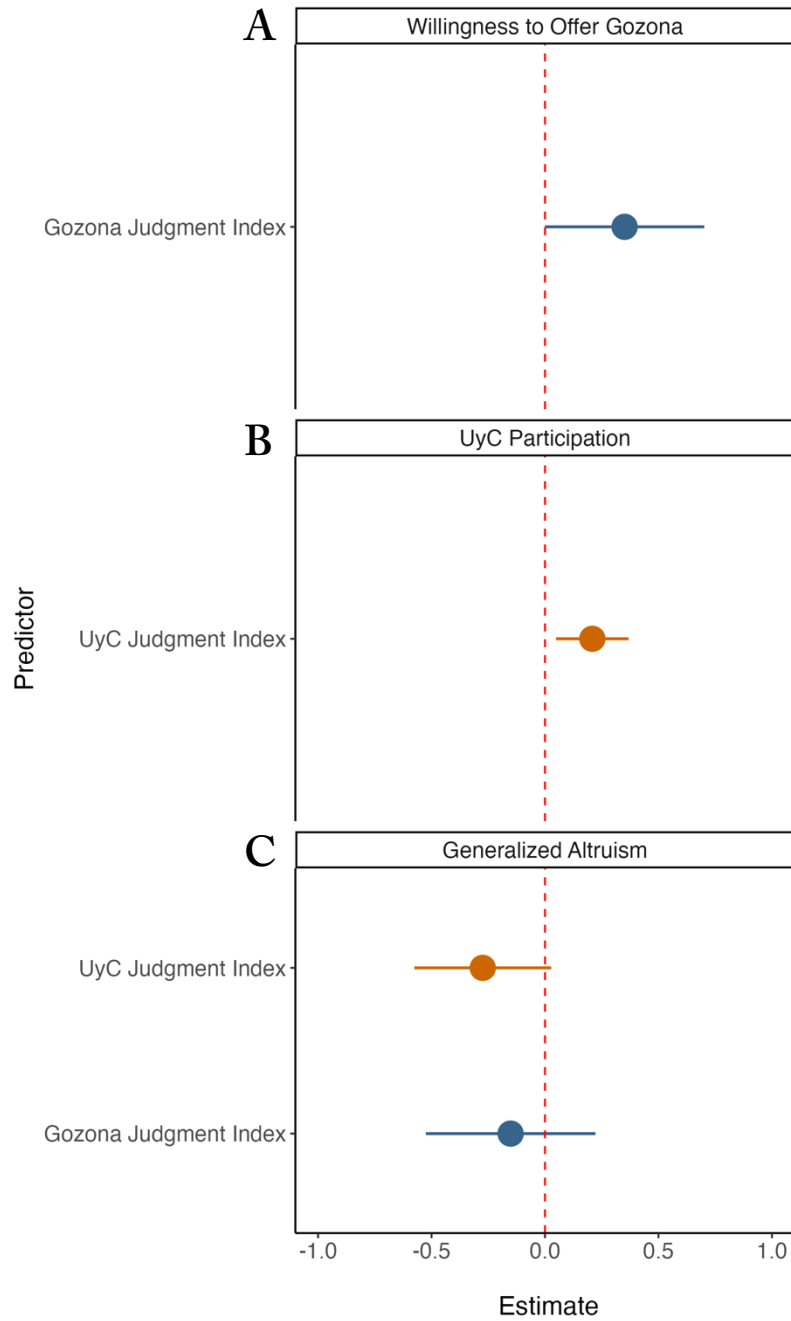 A
Willingness to Offer Gozona
Gozona Judgment Index
B
UyC Participation
Predictor
UyC Judgment Index
C
Generalized Altruism
UyC Judgment Index
Gozona Judgment Index
-1.0 -0.5 0.0 0.5 1.0
Estimate